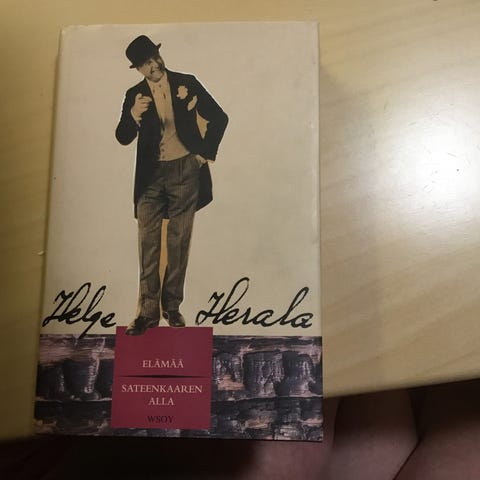 Helge Herala
ELÄMÄÄ
SATEENKAAREN
ALLA
WSOY